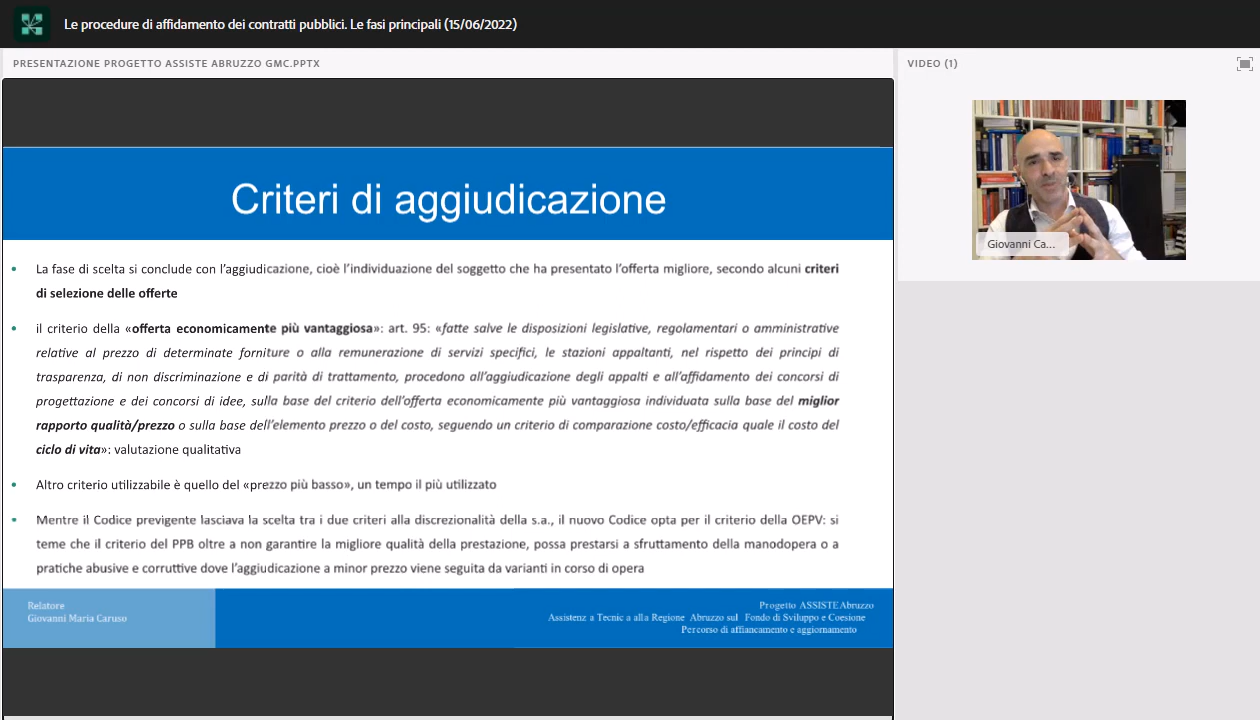 Le procedure di affidamento dei contratti pubblici. Le fasi principali (15/06/2022)
PRESENTAZIONE PROGETTO ASSISTE ABRUZZO GMC.PPTX
VIDEO (1)
Giovanni Ca...
Criteri di aggiudicazione
• La fase di scelta si conclude con l'aggiudicazione, cioè l'individuazione del soggetto che ha presentato l'offerta migliore, secondo alcuni criteri
di selezione delle offerte
• il criterio della «offerta economicamente più vantaggiosa»: art. 95: «fatte salve le disposizioni legislative, regolamentari o amministrative
relative al prezzo di determinate forniture o alla remunerazione di servizi specifici, le stazioni appaltanti, nel rispetto dei principi di
trasparenza, di non discriminazione e di parità di trattamento, procedono all'aggiudicazione degli appalti e all'affidamento dei concorsi di
progettazione e dei concorsi di idee, sulla base del criterio dell'offerta economicamente più vantaggiosa individuata sulla base del miglior
rapporto qualità/prezzo o sulla base dell'elemento prezzo o del costo, seguendo un criterio di comparazione costo/efficacia quale il costo del
ciclo di vita»: valutazione qualitativa
• Altro criterio utilizzabile è quello del «prezzo più basso», un tempo il più utilizzato
• Mentre il Codice previgente lasciava la scelta tra i due criteri alla discrezionalità della s.a., il nuovo Codice opta per il criterio della OEPV: si
teme che il criterio del PPB oltre a non garantire la migliore qualità della prestazione, possa prestarsi a sfruttamento della manodopera o a
pratiche abusive e corruttive dove l'aggiudicazione a minor prezzo viene seguita da varianti in corso di opera
Relatore
Giovanni Maria Caruso
Progetto ASSISTE Abruzzo
Assistenz a Tecnic a alla Regione Abruzzo sul Fondo di Sviluppo e Coesione
Percorso di affiancamento e aggiornamento